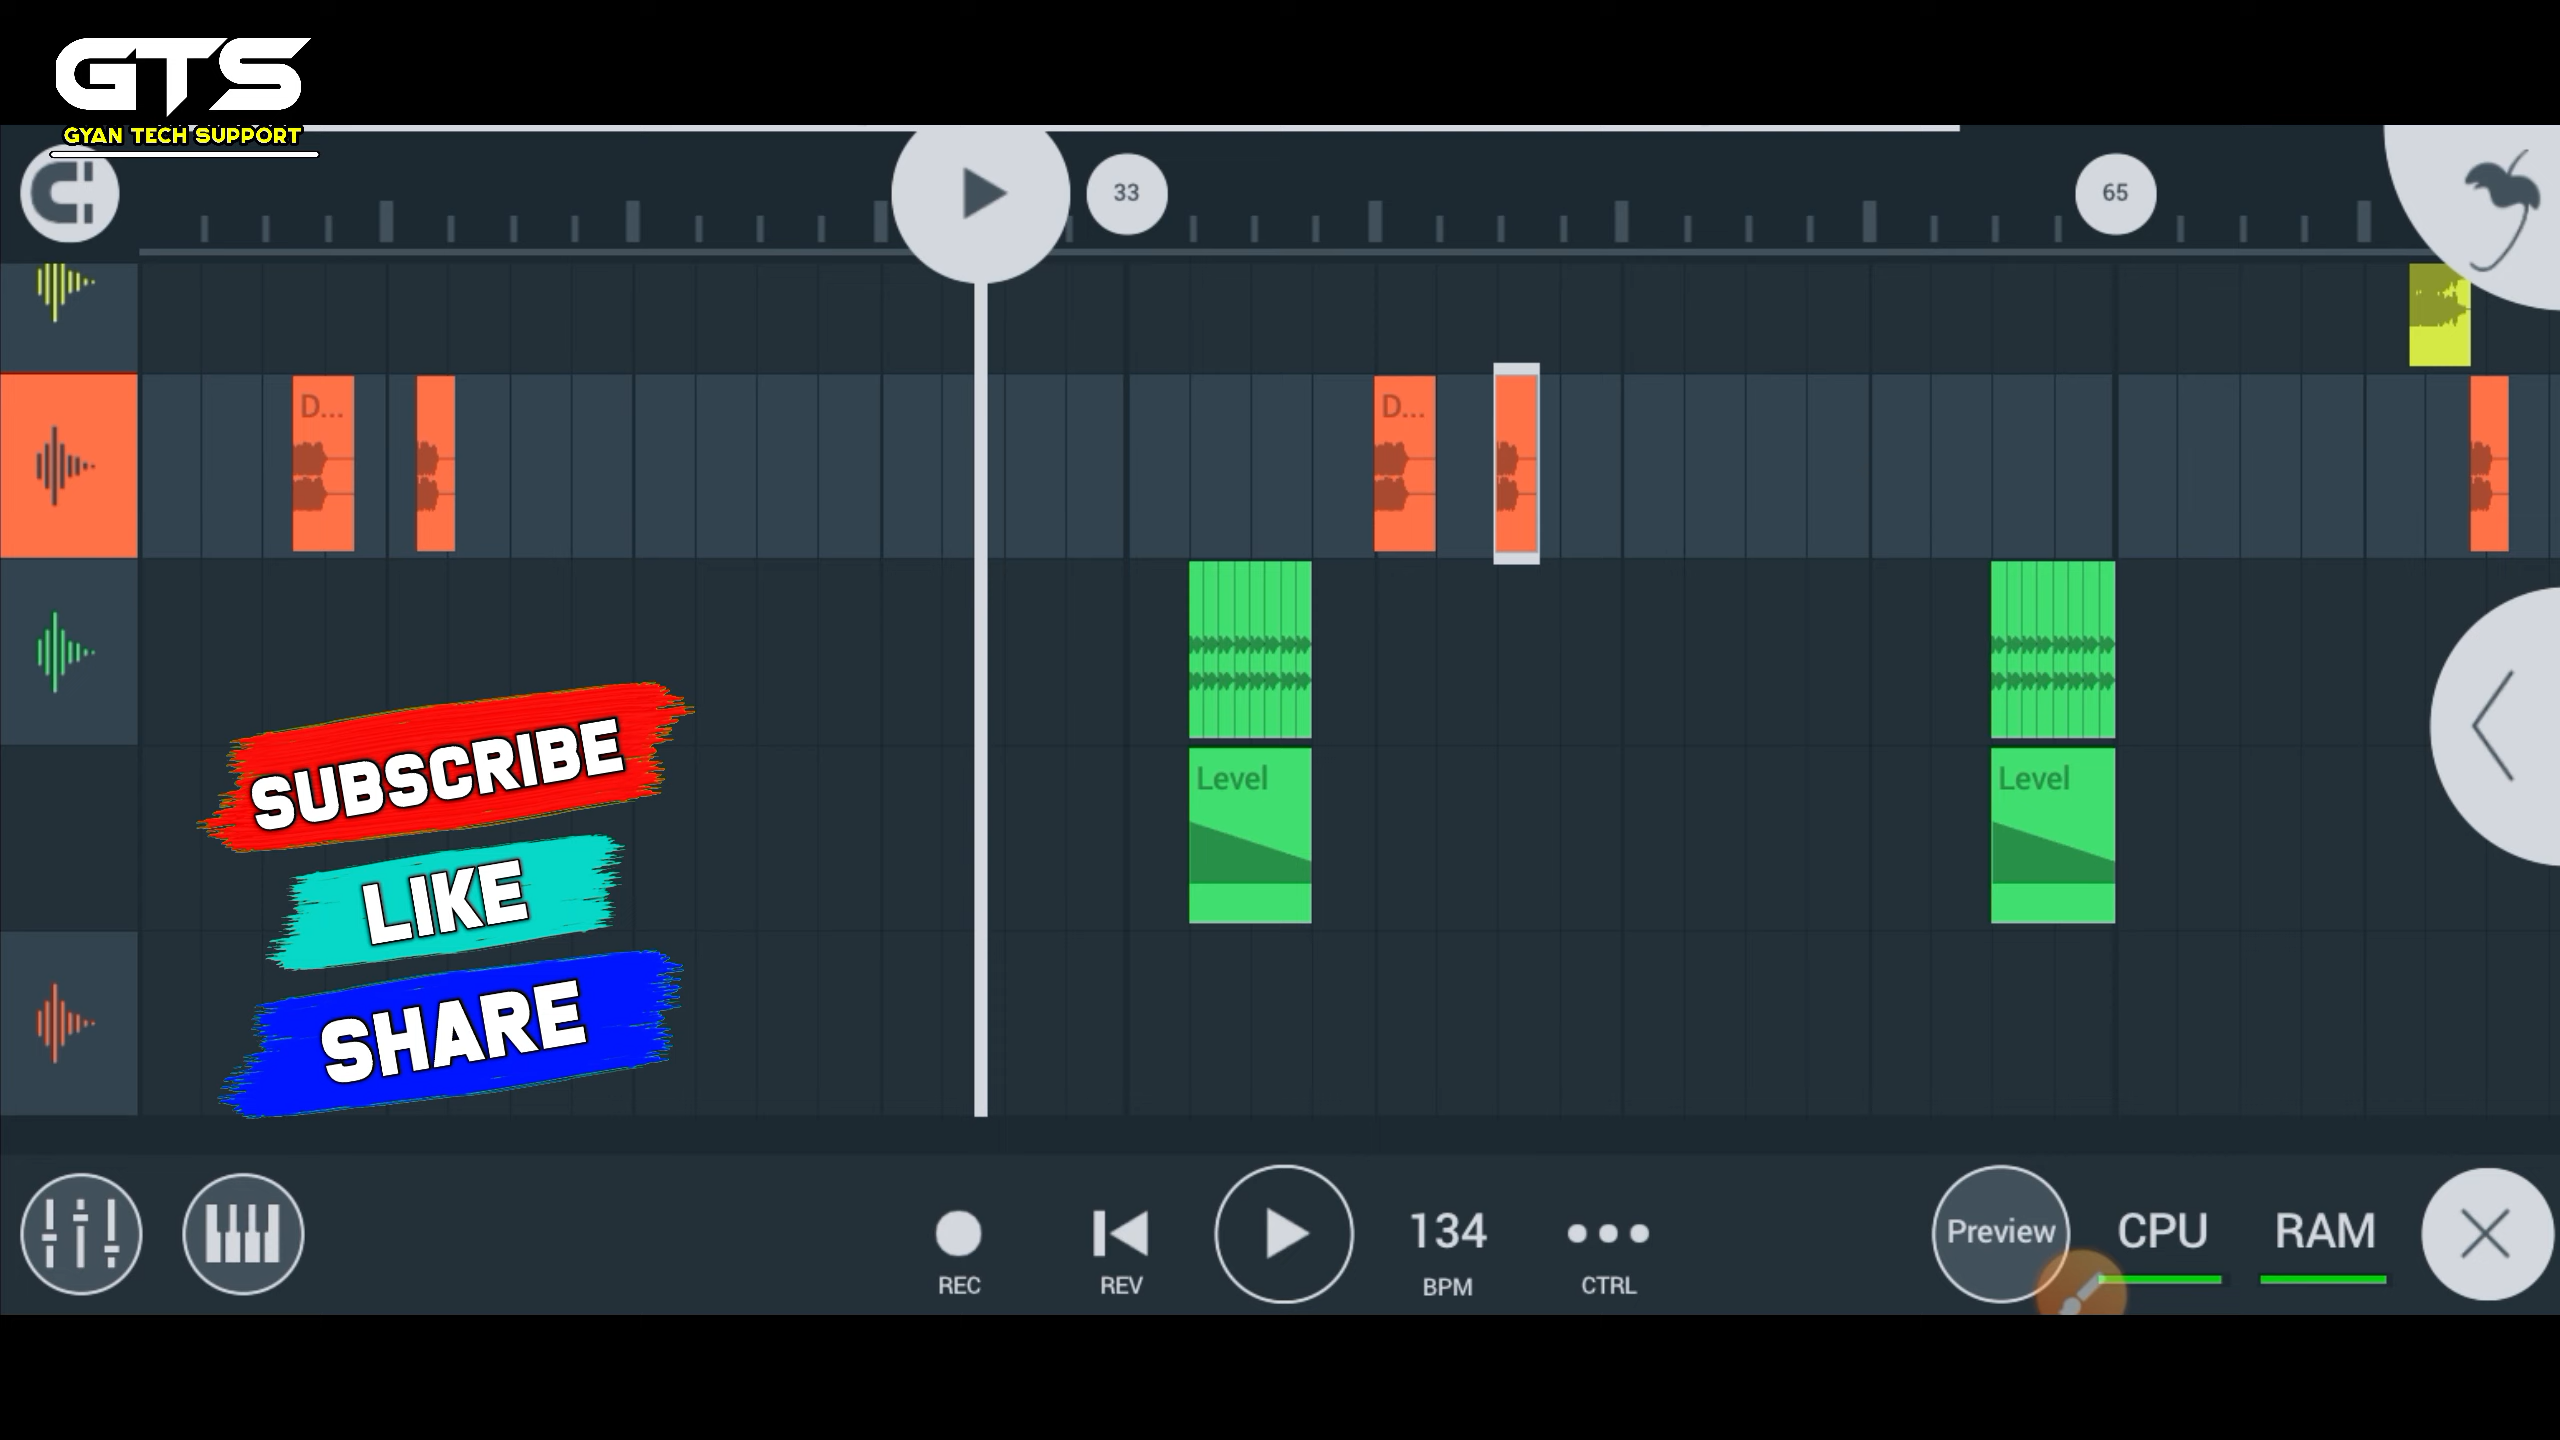 GTS
GYAN TECH SUPPORT
33
65
D...
D...
Level
Level
SUBSCRIBE
LIKE
SHARE
REC
REV
134
BPM
CTRL
Preview
CPU
RAM